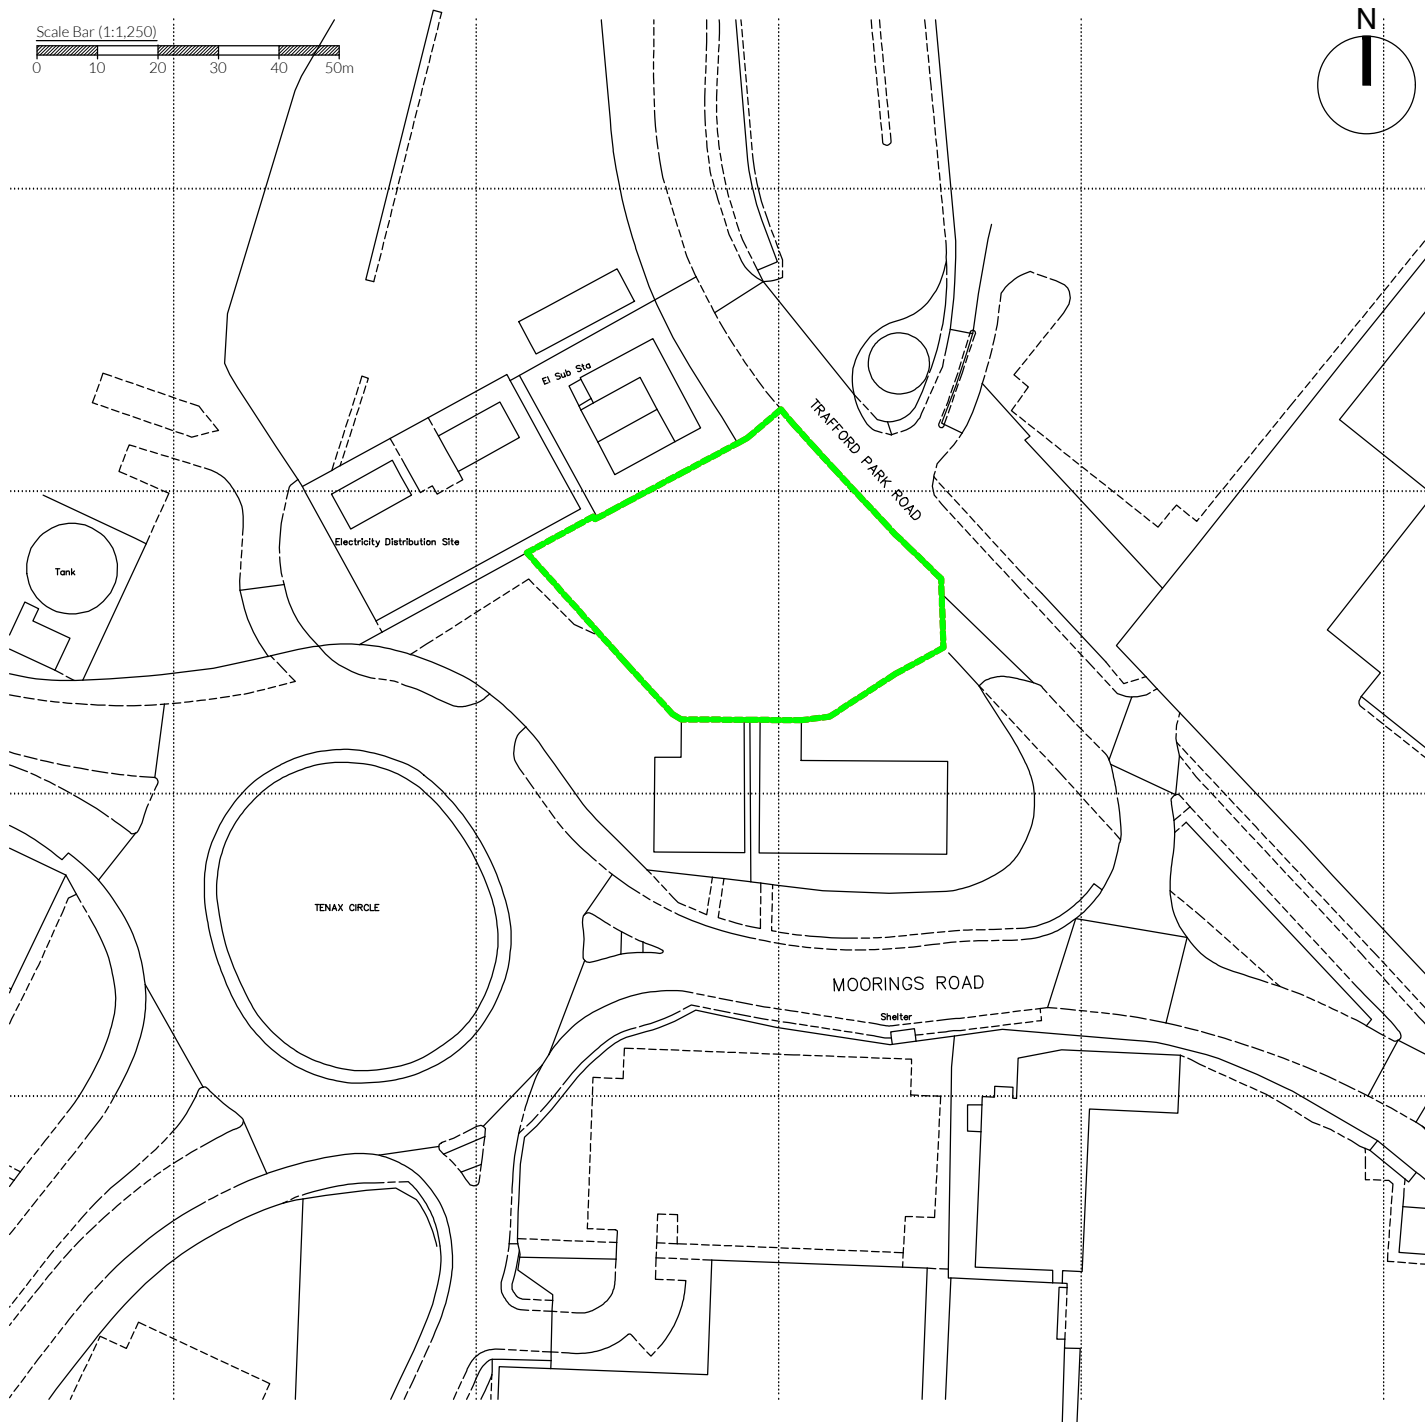 Scale Bar (1:1,250)
0 10 20 30 40 50m
N
El Sub Sta
TRAFFORD PARK ROAD
Electricity Distribution Site
Tank
TENAX CIRCLE
MOORINGS ROAD
Shelter